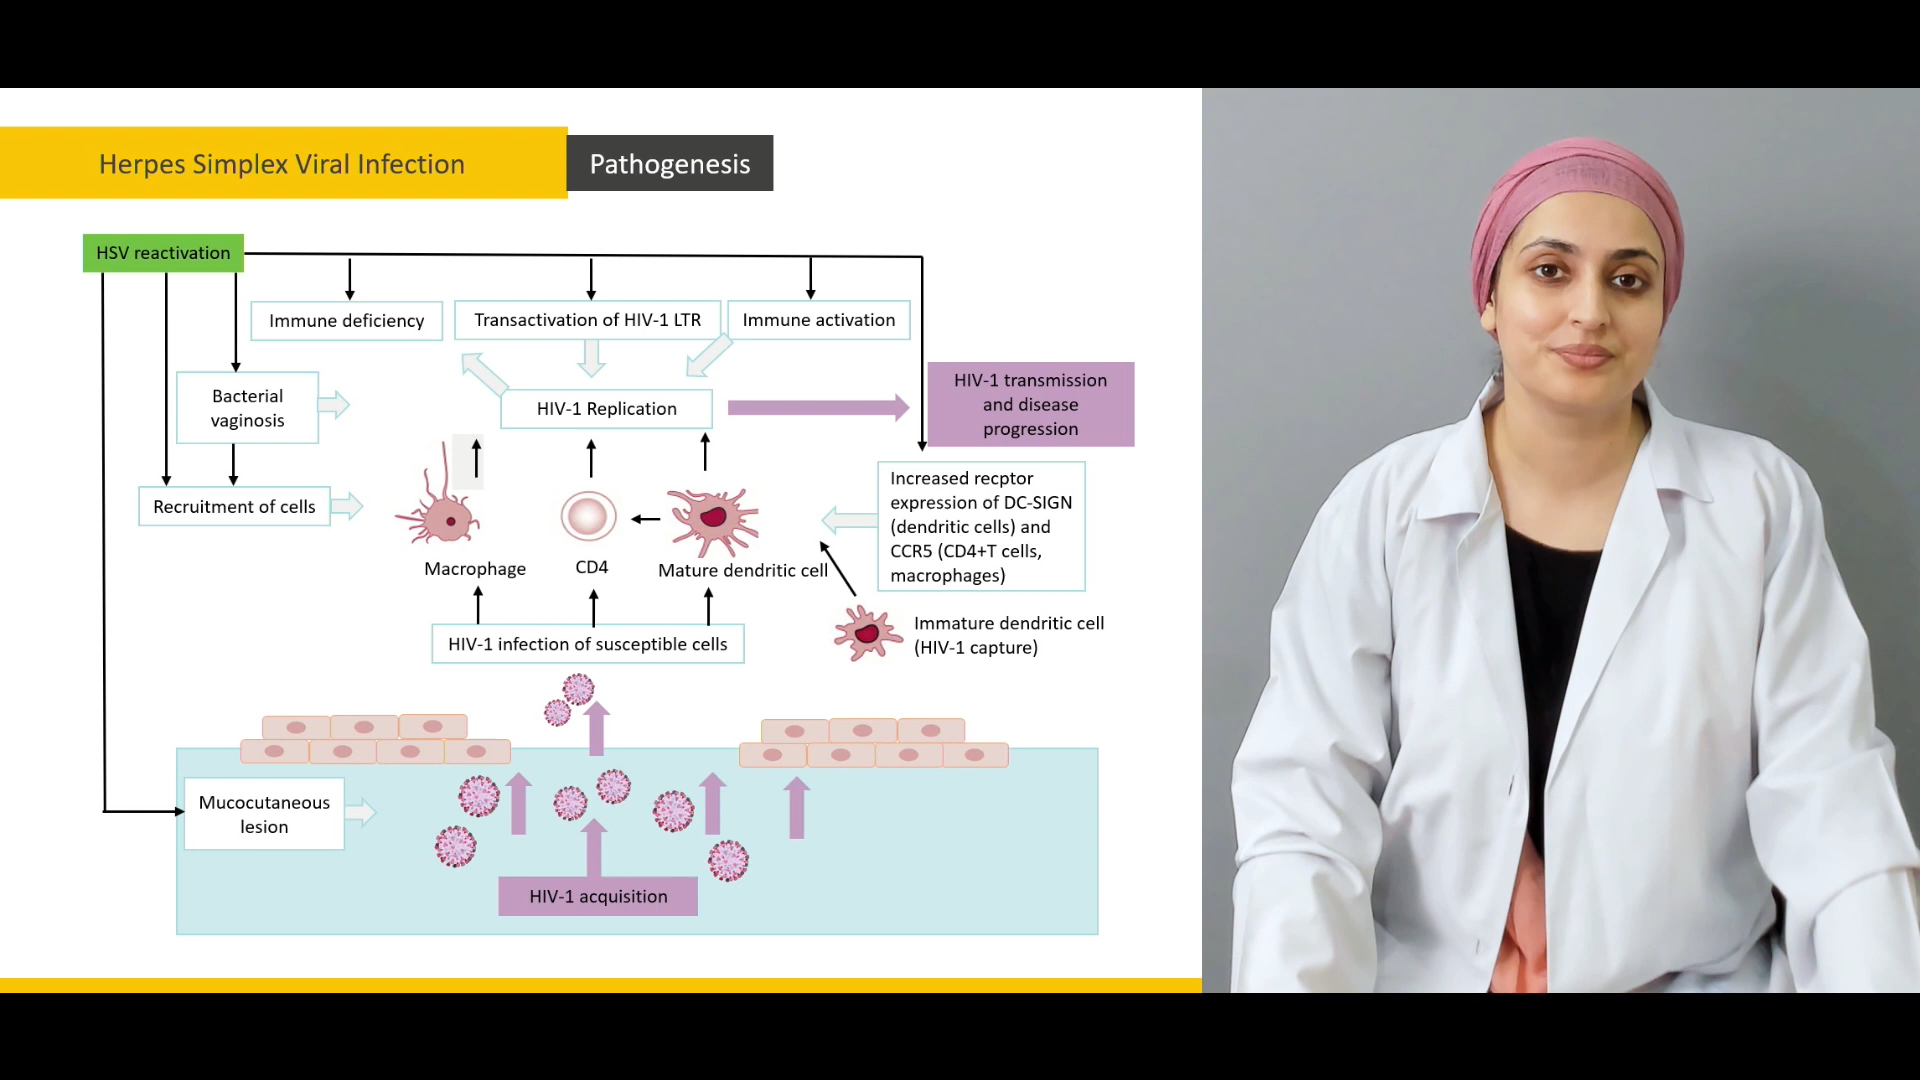 Herpes Simplex Viral Infection
Pathogenesis
HSV reactivation
Immune deficiency
Transactivation of HIV-1 LTR
Immune activation
Bacterial
vaginosis
HIV-1 Replication
HIV-1 transmission
and disease
progression
Recruitment of cells
Increased recptor
expression of DC-SIGN
(dendritic cells) and
CCR5 (CD4+T cells,
macrophages)
Macrophage
CD4
Mature dendritic cell
HIV-1 infection of susceptible cells
Immature dendritic cell
(HIV-1 capture)
Mucocutaneous
lesion
HIV-1 acquisition